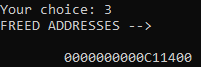 Your choice: 3
FREED ADDRESSES -->
0000000000C11400